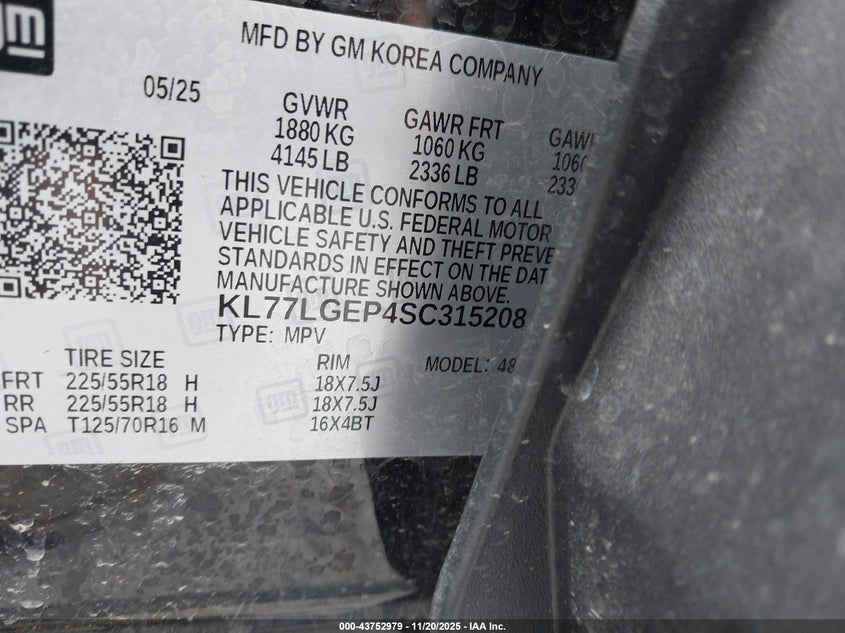 gm
MFD BY GM KOREA COMPANY
05/25
GVWR GAWR FRT
1880 KG 1060 KG
4145 LB 2336 LB
THIS VEHICLE CONFORMS TO ALL
APPLICABLE U.S. FEDERAL MOTOR
VEHICLE SAFETY AND THEFT
STANDARDS IN EFFECT ON THE
MANUFACTURE SHOWN ABOVE.
KL77LGEP4SC315208
TYPE: MPV
TIRE SIZE RIM MODEL: 48
FRT 225/55R18 H 18X7.5J
RR 225/55R18 H 18X7.5J
SPA T125/70R16 M 16X4BT
000-43752979 - 11/20/2025 - IAA Inc.